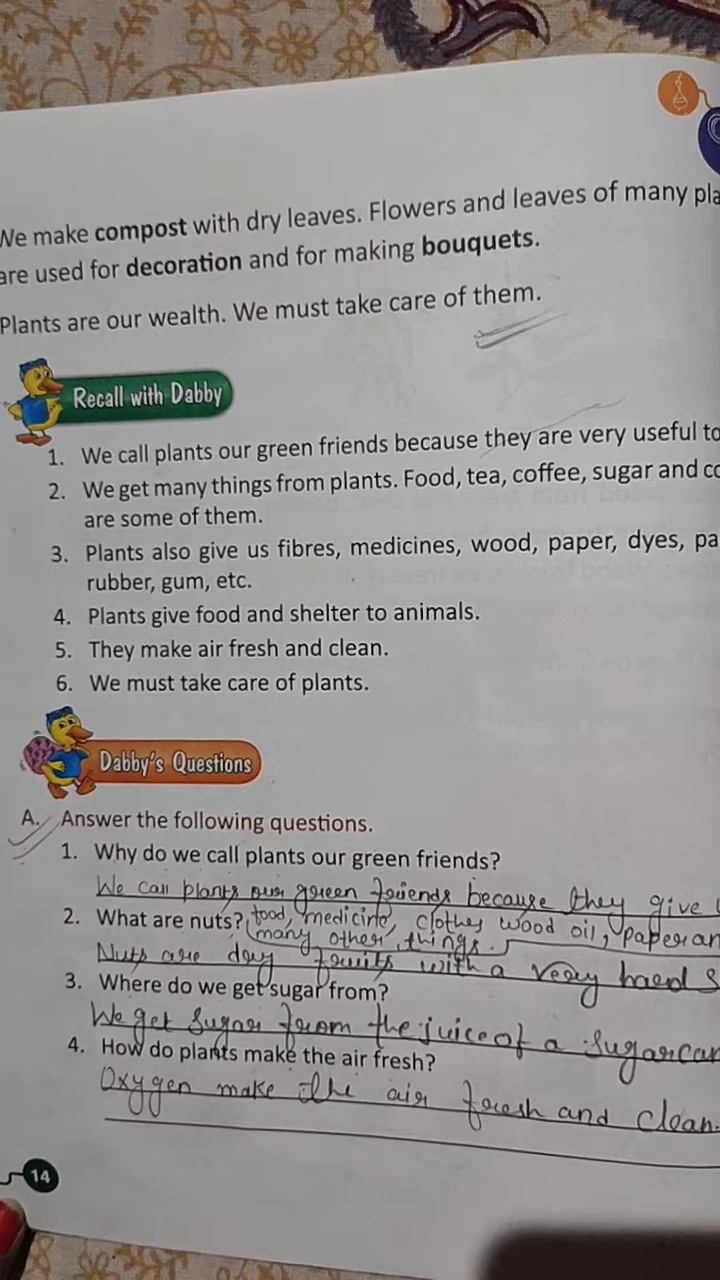 We make compost with dry leaves. Flowers and leaves of many pla
are used for decoration and for making bouquets.
Plants are our wealth. We must take care of them.
Recall with Dabby
1. We call plants our green friends because they are very useful to
2. We get many things from plants. Food, tea, coffee, sugar and co
are some of them.
3. Plants also give us fibres, medicines, wood, paper, dyes, pa
rubber, gum, etc.
4. Plants give food and shelter to animals.
5. They make air fresh and clean.
6. We must take care of plants.
Dabby's Questions
A. Answer the following questions.
1. Why do we call plants our green friends?
We call plants our green friends because they give
2. What are nuts? food, medicine, clothes wood oil, paper an
many other things.
Nuts are dry fruits with a very hard s
3. Where do we get sugar from?
We get sugar from the juice of a sugarcan
4. How do plants make the air fresh?
Oxygen make the air fresh and clean.
14